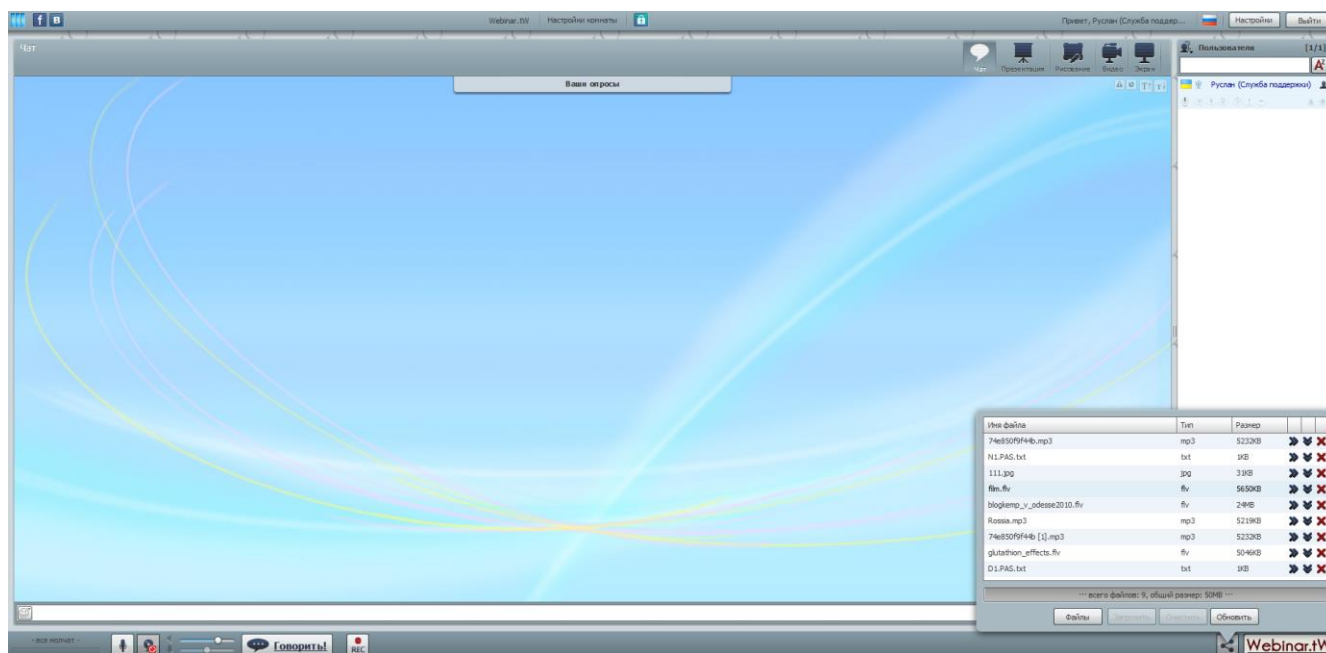 f В Webinar.tW Настройки комнаты Привет, Руслан (Служба поддер... Настройки Выйти
Чат
Чат Презентация Рисование Видео Экран
Пользователи [1/1]
Ваши опросы
Руслан (Служба поддержки)
Имя файла Тип Размер
74e850f9f44b.mp3 mp3 5232KB
N1.PAS.txt txt 1KB
111.jpg jpg 31KB
film.flv flv 5650KB
blogkemp_v_odesse2010.flv flv 24MB
Rossia.mp3 mp3 5219KB
74e850f9f44b [1].mp3 mp3 5232KB
glutathion_effects.flv flv 5046KB
D1.PAS.txt txt 1KB
--- всего файлов: 9, общий размер: 50MB ---
Файлы Загрузить Очистить Обновить
- все молчат - Говорить! REC Webinar.tW